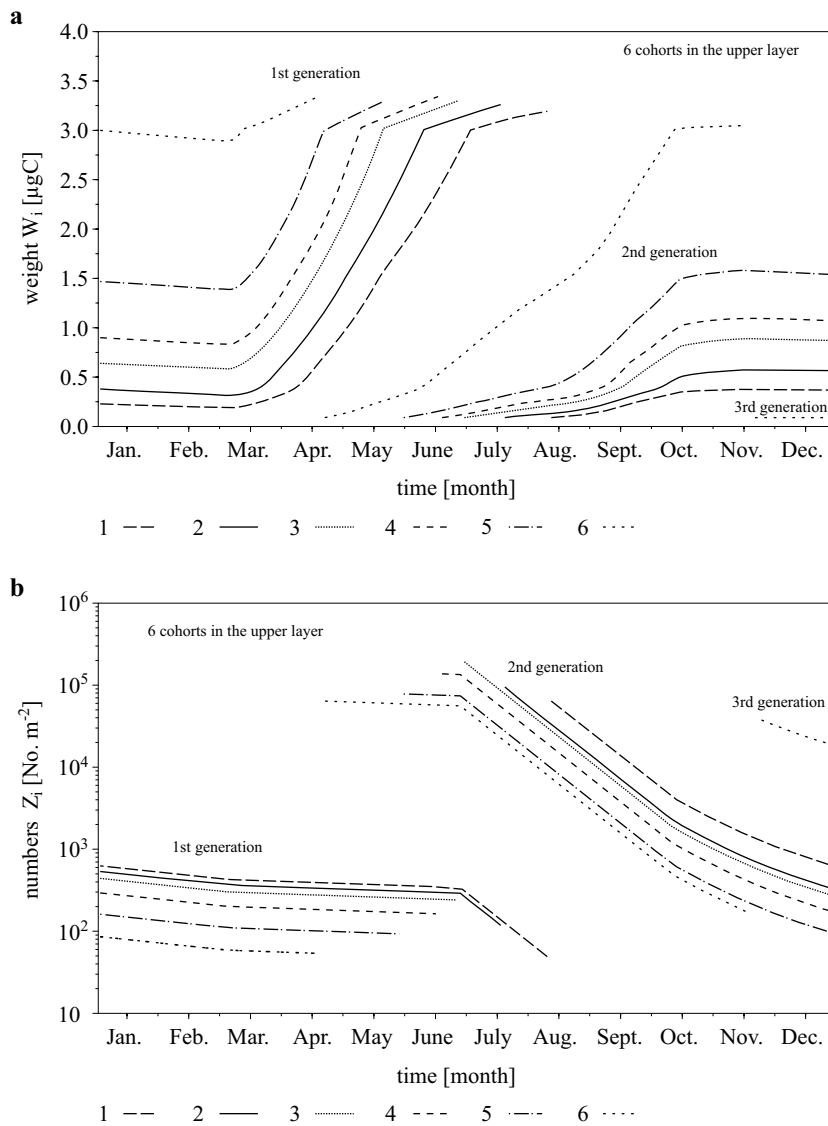 a
4.0
3.5
3.0
2.5
2.0
1.5
1.0
0.5
0.0
weight Wi [µgC]
1st generation
6 cohorts in the upper layer
2nd generation
3rd generation
Jan. Feb. Mar. Apr. May June July Aug. Sept. Oct. Nov. Dec.
time [month]
1 2 3 4 5 6
b
10^6
10^5
10^4
10^3
10^2
10
numbers Zi [No. m^-2]
6 cohorts in the upper layer
2nd generation
3rd generation
1st generation
Jan. Feb. Mar. Apr. May June July Aug. Sept. Oct. Nov. Dec.
time [month]
1 2 3 4 5 6